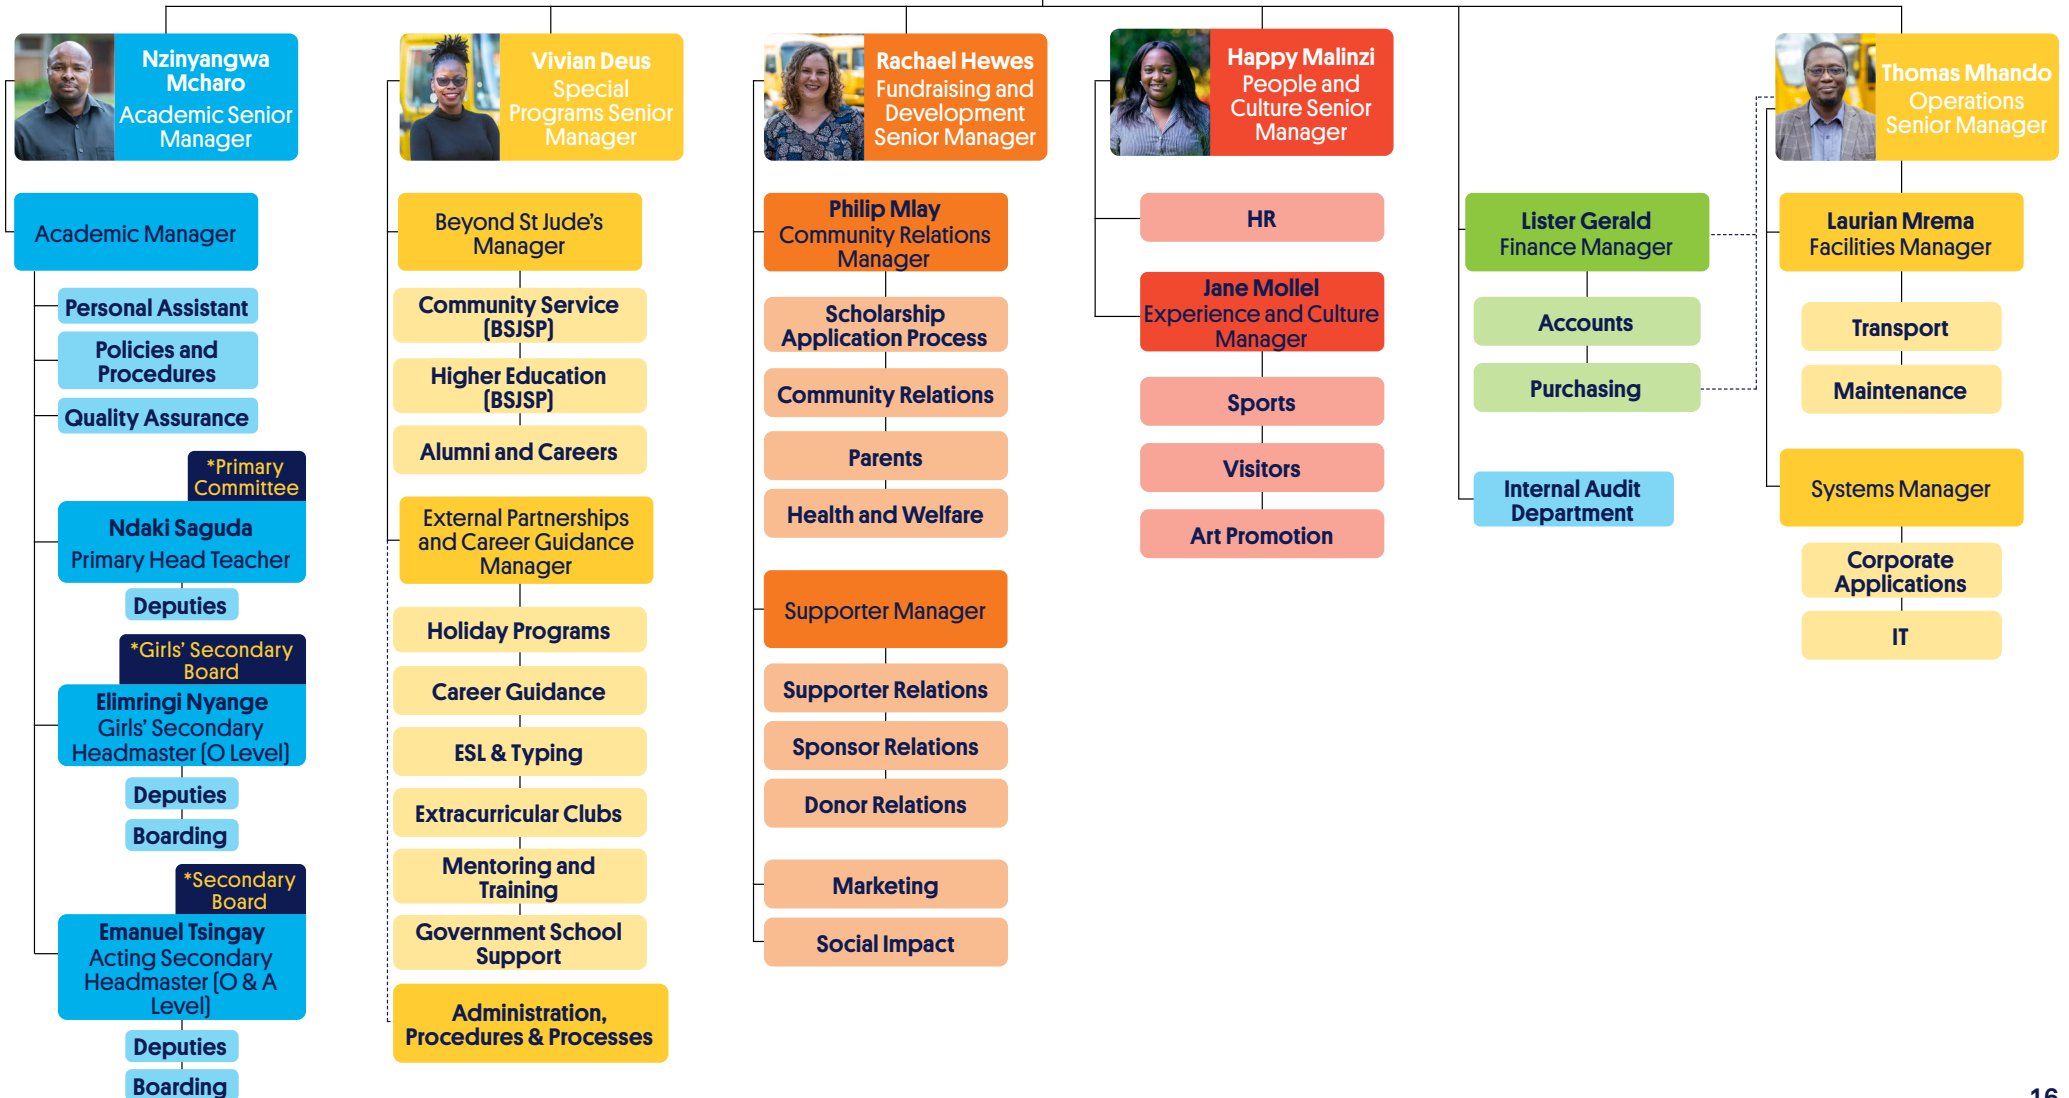 Nzinyangwa
Mcharo
Academic Senior
Manager
Academic Manager
Personal Assistant
Policies and
Procedures
Quality Assurance
*Primary
Committee
Ndaki Saguda
Primary Head Teacher
Deputies
*Girls’ Secondary
Board
Elimringi Nyange
Girls’ Secondary
Headmaster (O Level)
Deputies
Boarding
*Secondary
Board
Emanuel Tsingay
Acting Secondary
Headmaster (O & A
Level)
Deputies
Boarding
Vivian Deus
Special
Programs Senior
Manager
Beyond St Jude’s
Manager
Community Service
(BSJSP)
Higher Education
(BSJSP)
Alumni and Careers
External Partnerships
and Career Guidance
Manager
Holiday Programs
Career Guidance
ESL & Typing
Extracurricular Clubs
Mentoring and
Training
Government School
Support
Administration,
Procedures & Processes
Rachael Hewes
Fundraising and
Development
Senior Manager
Philip Mlay
Community Relations
Manager
Scholarship
Application Process
Community Relations
Parents
Health and Welfare
Supporter Manager
Supporter Relations
Sponsor Relations
Donor Relations
Marketing
Social Impact
Happy Malinzi
People and
Culture Senior
Manager
HR
Jane Mollel
Experience and Culture
Manager
Sports
Visitors
Art Promotion
Lister Gerald
Finance Manager
Accounts
Purchasing
Internal Audit
Department
Thomas Mhando
Operations
Senior Manager
Laurian Mrema
Facilities Manager
Transport
Maintenance
Systems Manager
Corporate
Applications
IT
16